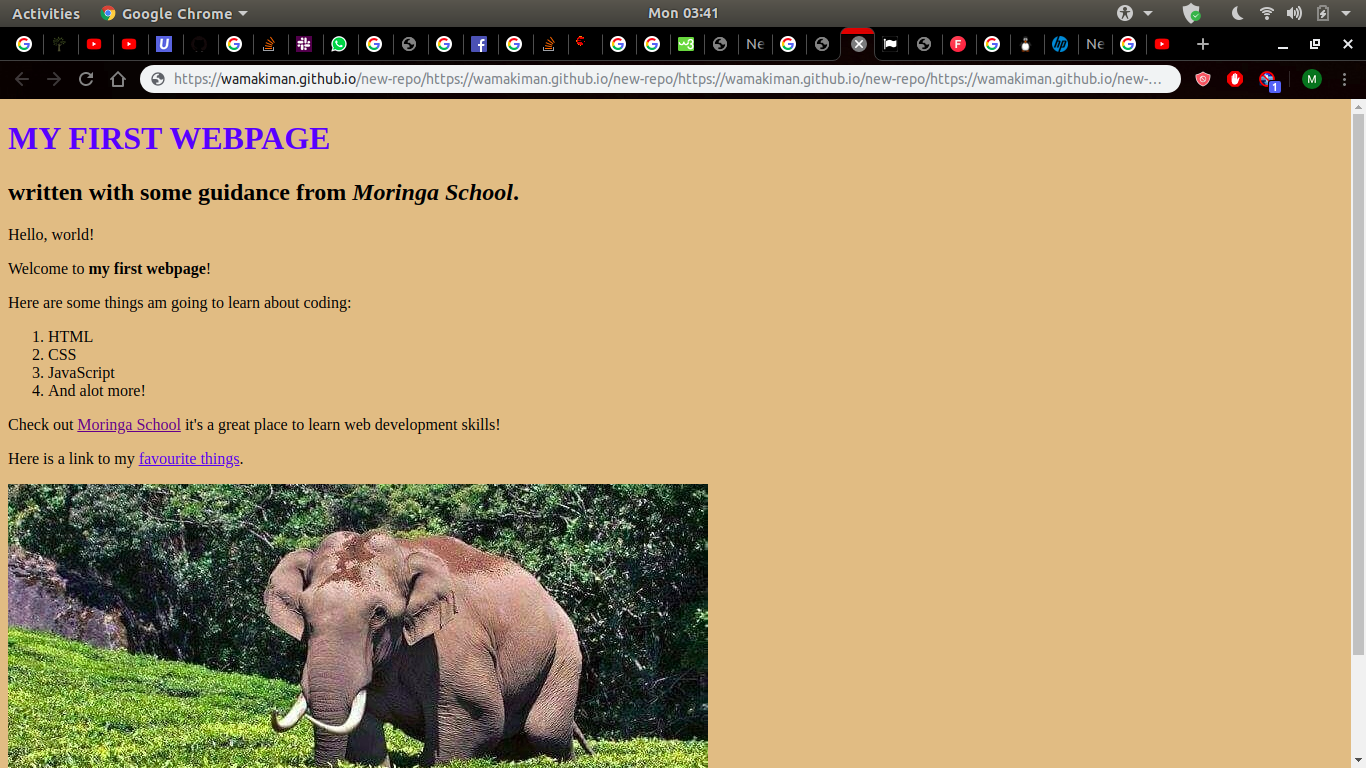 Activities Google Chrome Mon 03:41
Ne Ne
https://wamakiman.github.io/new-repo/https://wamakiman.github.io/new-repo/https://wamakiman.github.io/new-repo/https://wamakiman.github.io/new-... 1 M
MY FIRST WEBPAGE
written with some guidance from Moringa School.
Hello, world!
Welcome to my first webpage!
Here are some things am going to learn about coding:
1. HTML
2. CSS
3. JavaScript
4. And alot more!
Check out Moringa School it's a great place to learn web development skills!
Here is a link to my favourite things.